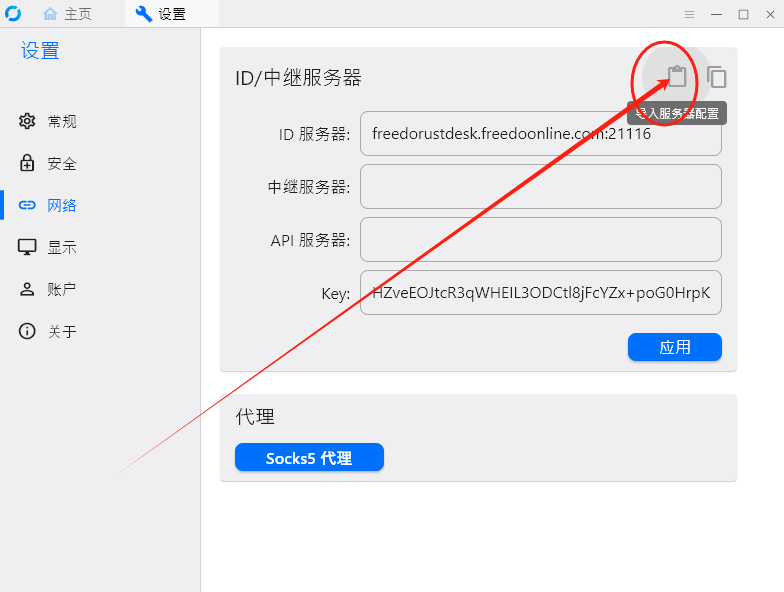 主页
设置
设置
常规
安全
网络
显示
账户
关于
ID/中继服务器
导入服务器配置
ID 服务器:
freedorustdesk.freedoonline.com:21116
中继服务器:
API 服务器:
Key:
HZveEOJtcR3qWHEIL3ODCtl8jFcYZx+poG0HrpK
应用
代理
Socks5 代理